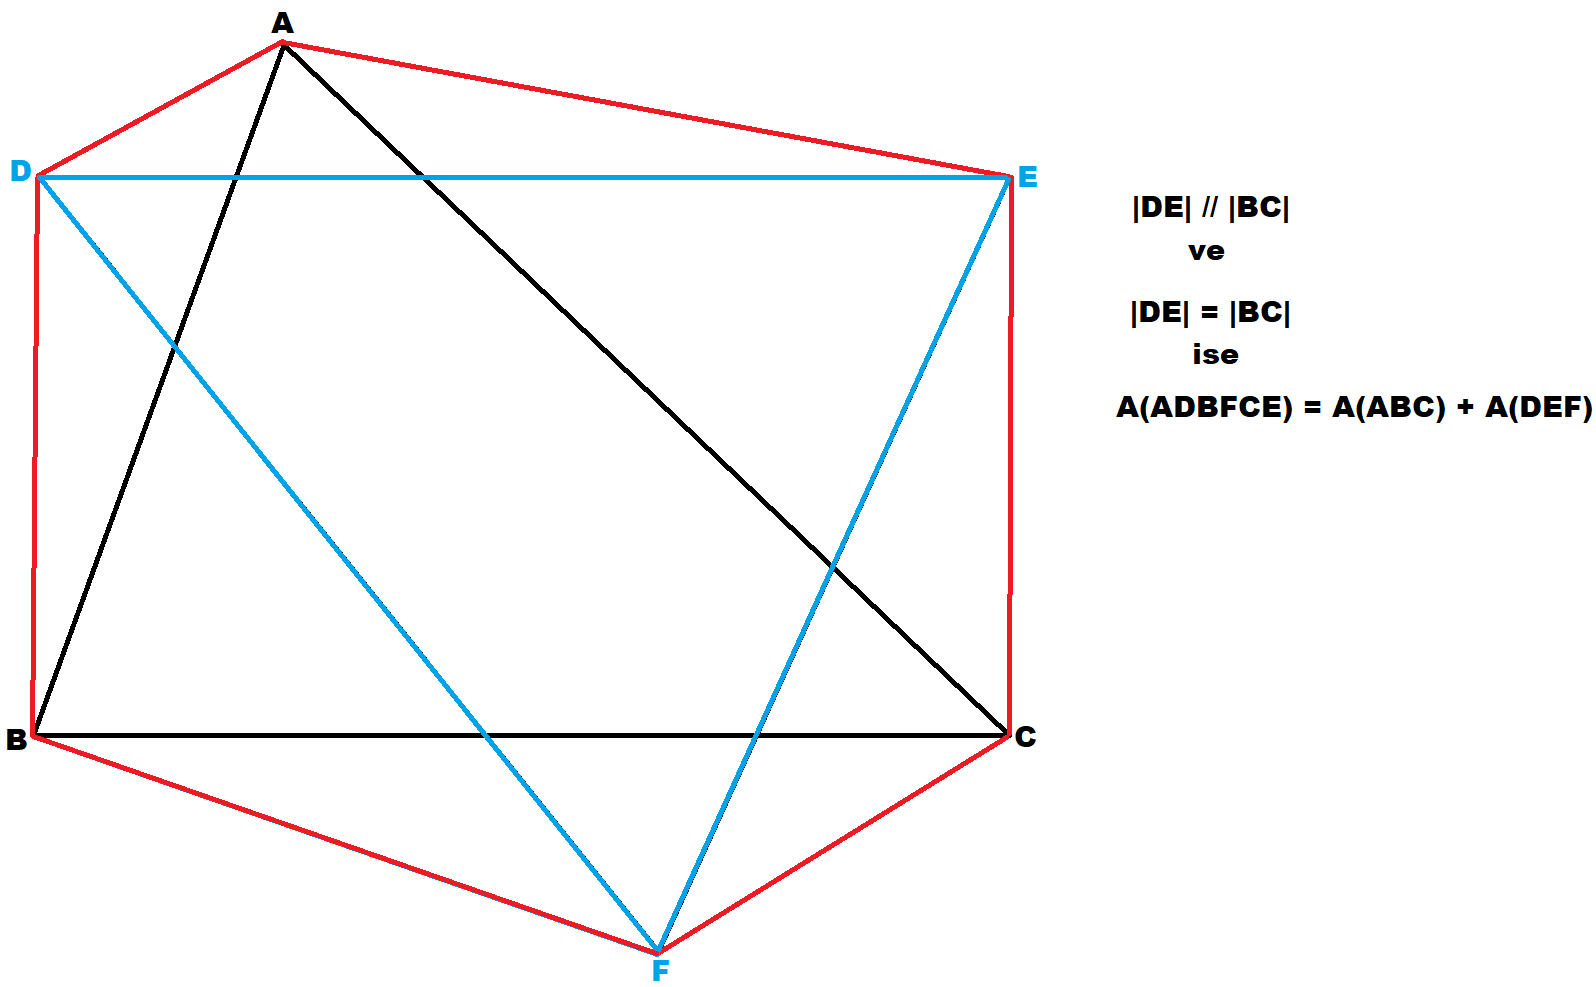 A
D
E
|DE| // |BC|
ve
|DE| = |BC|
ise
A(ADBFCE) = A(ABC) + A(DEF)
B
C
F